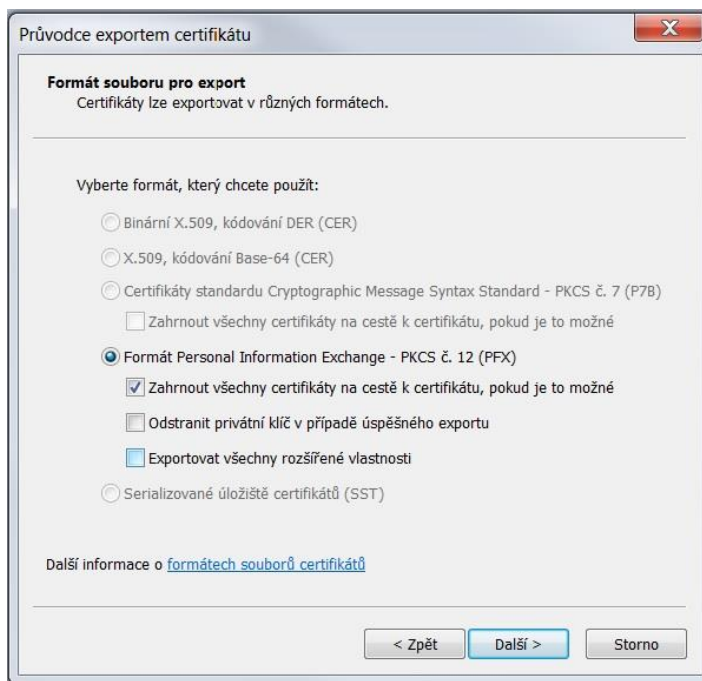 Průvodce exportem certifikátu
X
Formát souboru pro export
Certifikáty lze exportovat v různých formátech.
Vyberte formát, který chcete použít:
Binární X.509, kódování DER (CER)
X.509, kódování Base-64 (CER)
Certifikáty standardu Cryptographic Message Syntax Standard - PKCS č. 7 (P7B)
Zahrnout všechny certifikáty na cestě k certifikátu, pokud je to možné
Formát Personal Information Exchange - PKCS č. 12 (PFX)
Zahrnout všechny certifikáty na cestě k certifikátu, pokud je to možné
Odstranit privátní klíč v případě úspěšného exportu
Exportovat všechny rozšířené vlastnosti
Serializované úložiště certifikátů (SST)
Další informace o formátech souborů certifikátů
< Zpět Další > Storno